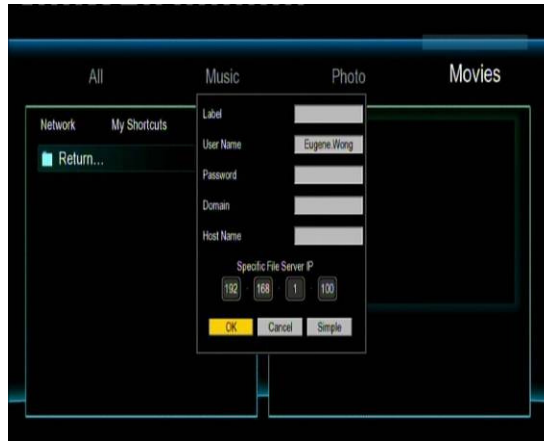 All Music Photo Movies
Network My Shortcuts
Return...
Label
User Name Eugene.Wong
Password
Domain
Host Name
Specific File Server IP
192 168 1 100
OK Cancel Simple